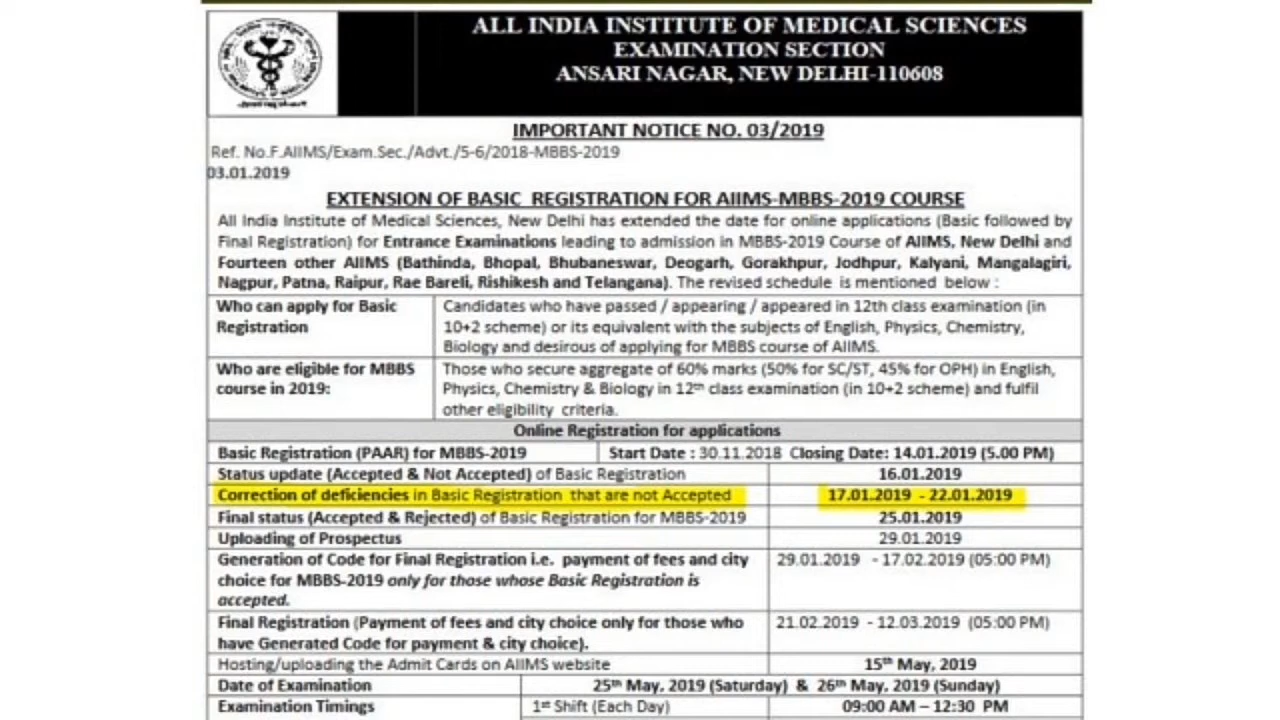 ALL INDIA INSTITUTE OF MEDICAL SCIENCES
EXAMINATION SECTION
ANSARI NAGAR, NEW DELHI-110608
IMPORTANT NOTICE NO. 03/2019
Ref. No.F.AIIMS/Exam.Sec./Advt./5-6/2018-MBBS-2019
03.01.2019
EXTENSION OF BASIC REGISTRATION FOR AIIMS-MBBS-2019 COURSE
All India Institute of Medical Sciences, New Delhi has extended the date for online applications (Basic followed by
Final Registration) for Entrance Examinations leading to admission in MBBS-2019 Course of AIIMS, New Delhi and
Fourteen other AIIMS (Bathinda, Bhopal, Bhubaneswar, Deogarh, Gorakhpur, Jodhpur, Kalyani, Mangalagiri,
Nagpur, Patna, Raipur, Rae Bareli, Rishikesh and Telangana). The revised schedule is mentioned below :
Who can apply for Basic
Registration
Candidates who have passed / appearing / appeared in 12th class examination (in
10+2 scheme) or its equivalent with the subjects of English, Physics, Chemistry,
Biology and desirous of applying for MBBS course of AIIMS.
Who are eligible for MBBS
course in 2019:
Those who secure aggregate of 60% marks (50% for SC/ST, 45% for OPH) in English,
Physics, Chemistry & Biology in 12th class examination (in 10+2 scheme) and fulfil
other eligibility criteria.
Online Registration for applications
Basic Registration (PAAR) for MBBS-2019 Start Date : 30.11.2018 Closing Date: 14.01.2019 (5.00 PM)
Status update (Accepted & Not Accepted) of Basic Registration 16.01.2019
Correction of deficiencies in Basic Registration that are not Accepted 17.01.2019 - 22.01.2019
Final status (Accepted & Rejected) of Basic Registration for MBBS-2019 25.01.2019
Uploading of Prospectus 29.01.2019
Generation of Code for Final Registration i.e. payment of fees and city 29.01.2019 - 17.02.2019 (05:00 PM)
choice for MBBS-2019 only for those whose Basic Registration is
accepted.
Final Registration (Payment of fees and city choice only for those who 21.02.2019 - 12.03.2019 (05:00 PM)
have Generated Code for payment & city choice).
Hosting/uploading the Admit Cards on AIIMS website 15th May, 2019
Date of Examination 25th May, 2019 (Saturday) & 26th May, 2019 (Sunday)
Examination Timings 1st Shift (Each Day) 09:00 AM – 12:30 PM